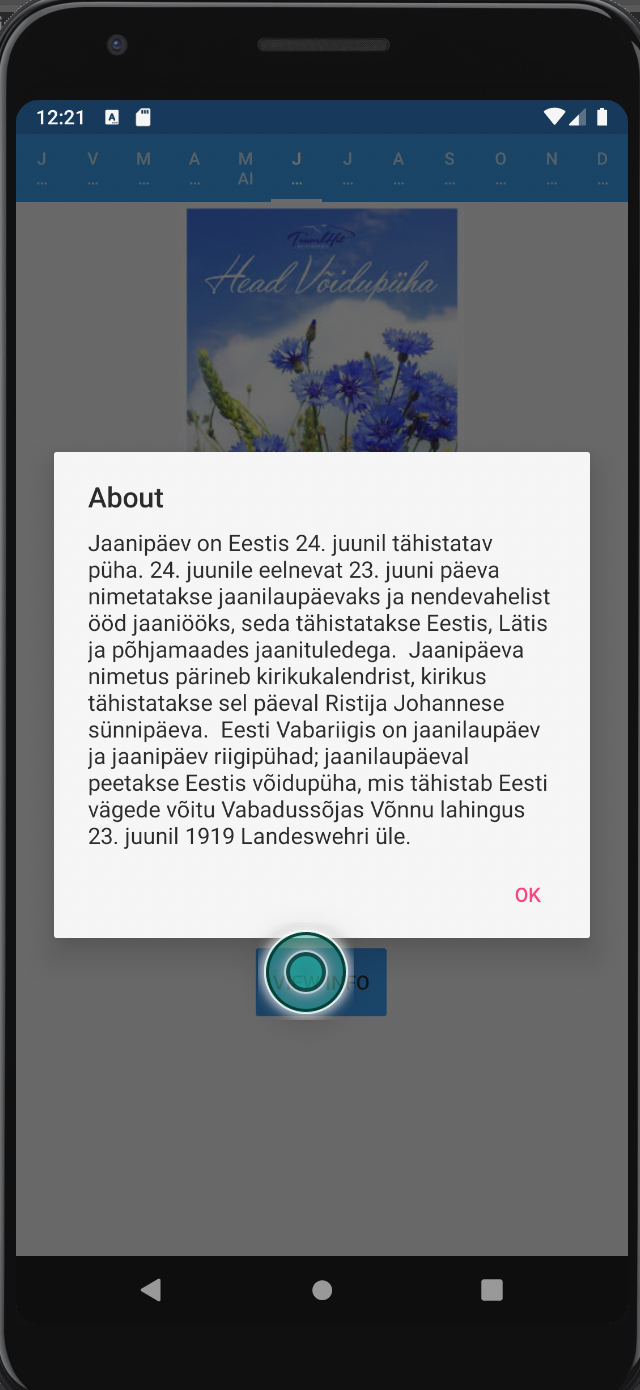 12:21
J V M A M J J A S O N D
... ... ... ... AI ... ... ... ... ... ... ...
Head Võidupüha
About
Jaanipäev on Eestis 24. juunil tähistatav
püha. 24. juunile eelnevat 23. juuni päeva
nimetatakse jaanilaupäevaks ja nendevahelist
ööd jaaniööks, seda tähistatakse Eestis, Lätis
ja põhjamaades jaanituledega.  Jaanipäeva
nimetus pärineb kirikukalendrist, kirikus
tähistatakse sel päeval Ristija Johannese
sünnipäeva.  Eesti Vabariigis on jaanilaupäev
ja jaanipäev riigipühad; jaanilaupäeval
peetakse Eestis võidupüha, mis tähistab Eesti
vägede võitu Vabadussõjas Võnnu lahingus
23. juunil 1919 Landeswehri üle.
OK
VIEW INFO